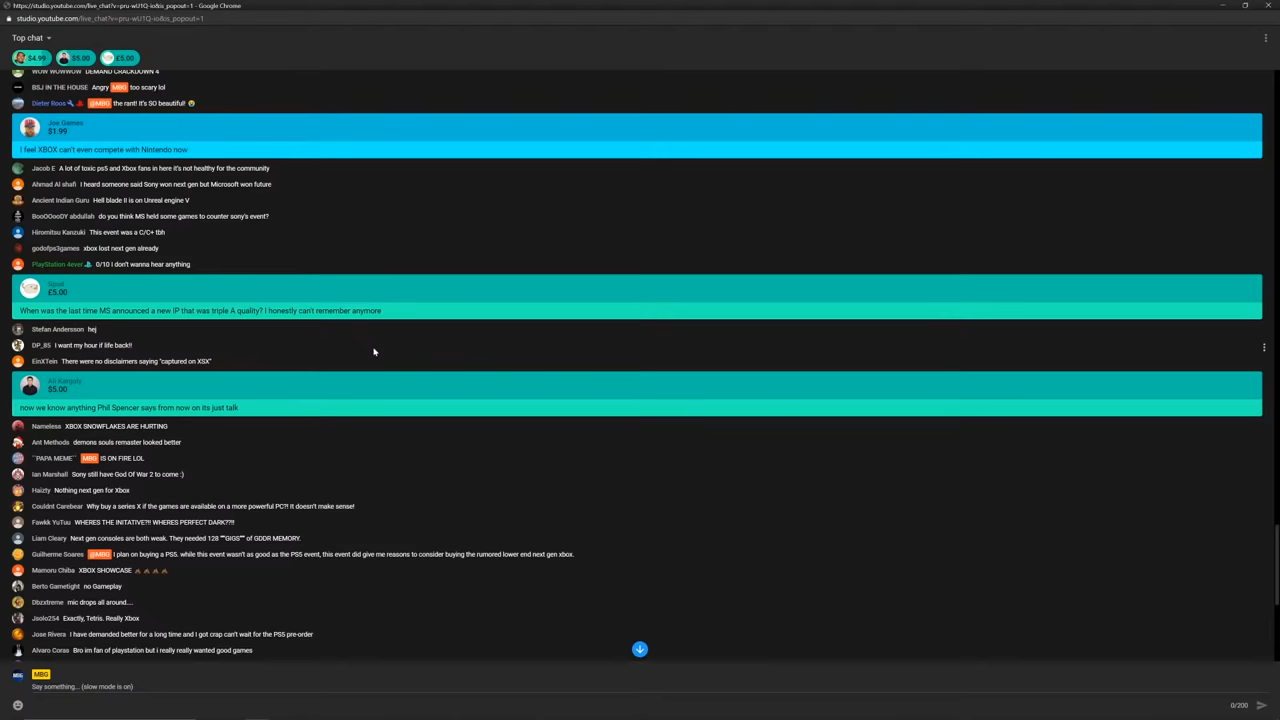 https://studio.youtube.com/live_chat?v=pru-wU1Q-io&is_popout=1 - Google Chrome
studio.youtube.com/live_chat?v=pru-wU1Q-io&is_popout=1
Top chat
$4.99 $5.00 £5.00
WOW WOWWOW DEMAND CRACKDOWN 4
BSJ IN THE HOUSE Angry MBG too scary lol
Dieter Roos @MBG the rant! It's SO beautiful!
Joe Games
$1.99
I feel XBOX can't even compete with Nintendo now
Jacob E A lot of toxic ps5 and Xbox fans in here it's not healthy for the community
Ahmad Al shafi I heard someone said Sony won next gen but Microsoft won future
Ancient Indian Guru Hell blade II is on Unreal engine V
BooOOooDY abdullah do you think MS held some games to counter sony's event?
Hiromitsu Kanzuki This event was a C/C+ tbh
godofps3games xbox lost next gen already
PlayStation 4ever 0/10 I don't wanna hear anything
£5.00
When was the last time MS announced a new IP that was triple A quality? I honestly can't remember anymore
Stefan Andersson hej
DP_85 I want my hour if life back!!
EinXTein There were no disclaimers saying "captured on XSX"
Ali Karquly
$5.00
now we know anything Phil Spencer says from now on its just talk
Nameless XBOX SNOWFLAKES ARE HURTING
Ant Methods demons souls remaster looked better
``PAPA MEME`` MBG IS ON FIRE LOL
Ian Marshall Sony still have God Of War 2 to come :)
Haizty Nothing next gen for Xbox
Couldnt Carebear Why buy a series X if the games are available on a more powerful PC?! It doesn't make sense!
Fawkk YuTuu WHERES THE INITATIVE?!! WHERES PERFECT DARK??!!
Liam Cleary Next gen consoles are both weak. They needed 128 """GIGS"" of GDDR MEMORY.
Guilherme Soares @MBG I plan on buying a PS5. while this event wasn't as good as the PS5 event, this event did give me reasons to consider buying the rumored lower end next gen xbox.
Mamoru Chiba XBOX SHOWCASE
Berto Gametight no Gameplay
Dbzxtreme mic drops all around....
Jsolo254 Exactly, Tetris. Really Xbox
Jose Rivera I have demanded better for a long time and I got crap can't wait for the PS5 pre-order
Alvaro Coras Bro im fan of playstation but i really really wanted good games
MBG
Say something... (slow mode is on)
0/200